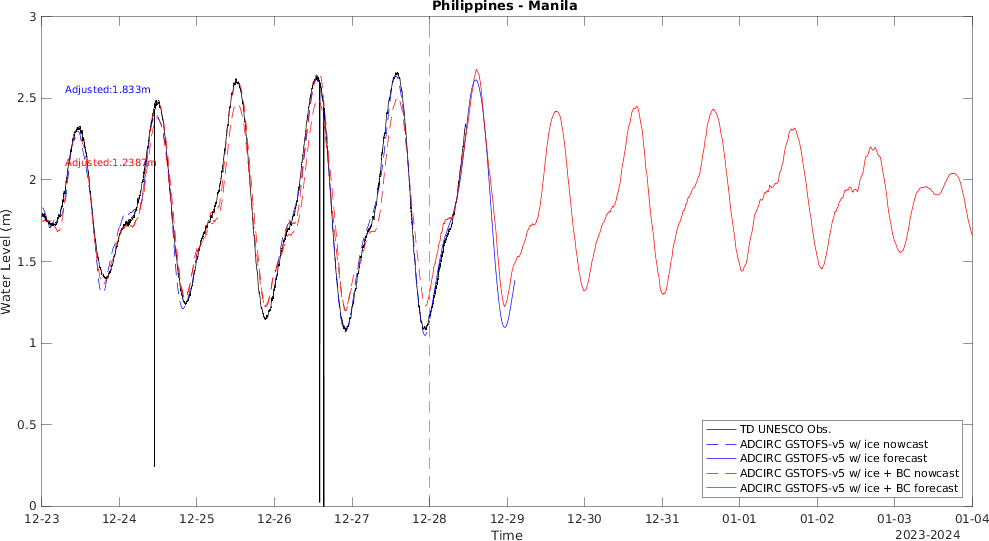 Philippines - Manila
3
2.5
2
1.5
1
0.5
0
Water Level (m)
Adjusted:1.833m
Adjusted:1.2387m
TD UNESCO Obs.
ADCIRC GSTOFS-v5 w/ ice nowcast
ADCIRC GSTOFS-v5 w/ ice forecast
ADCIRC GSTOFS-v5 w/ ice + BC nowcast
ADCIRC GSTOFS-v5 w/ ice + BC forecast
12-23 12-24 12-25 12-26 12-27 12-28 12-29 12-30 12-31 01-01 01-02 01-03 01-04
Time
2023-2024